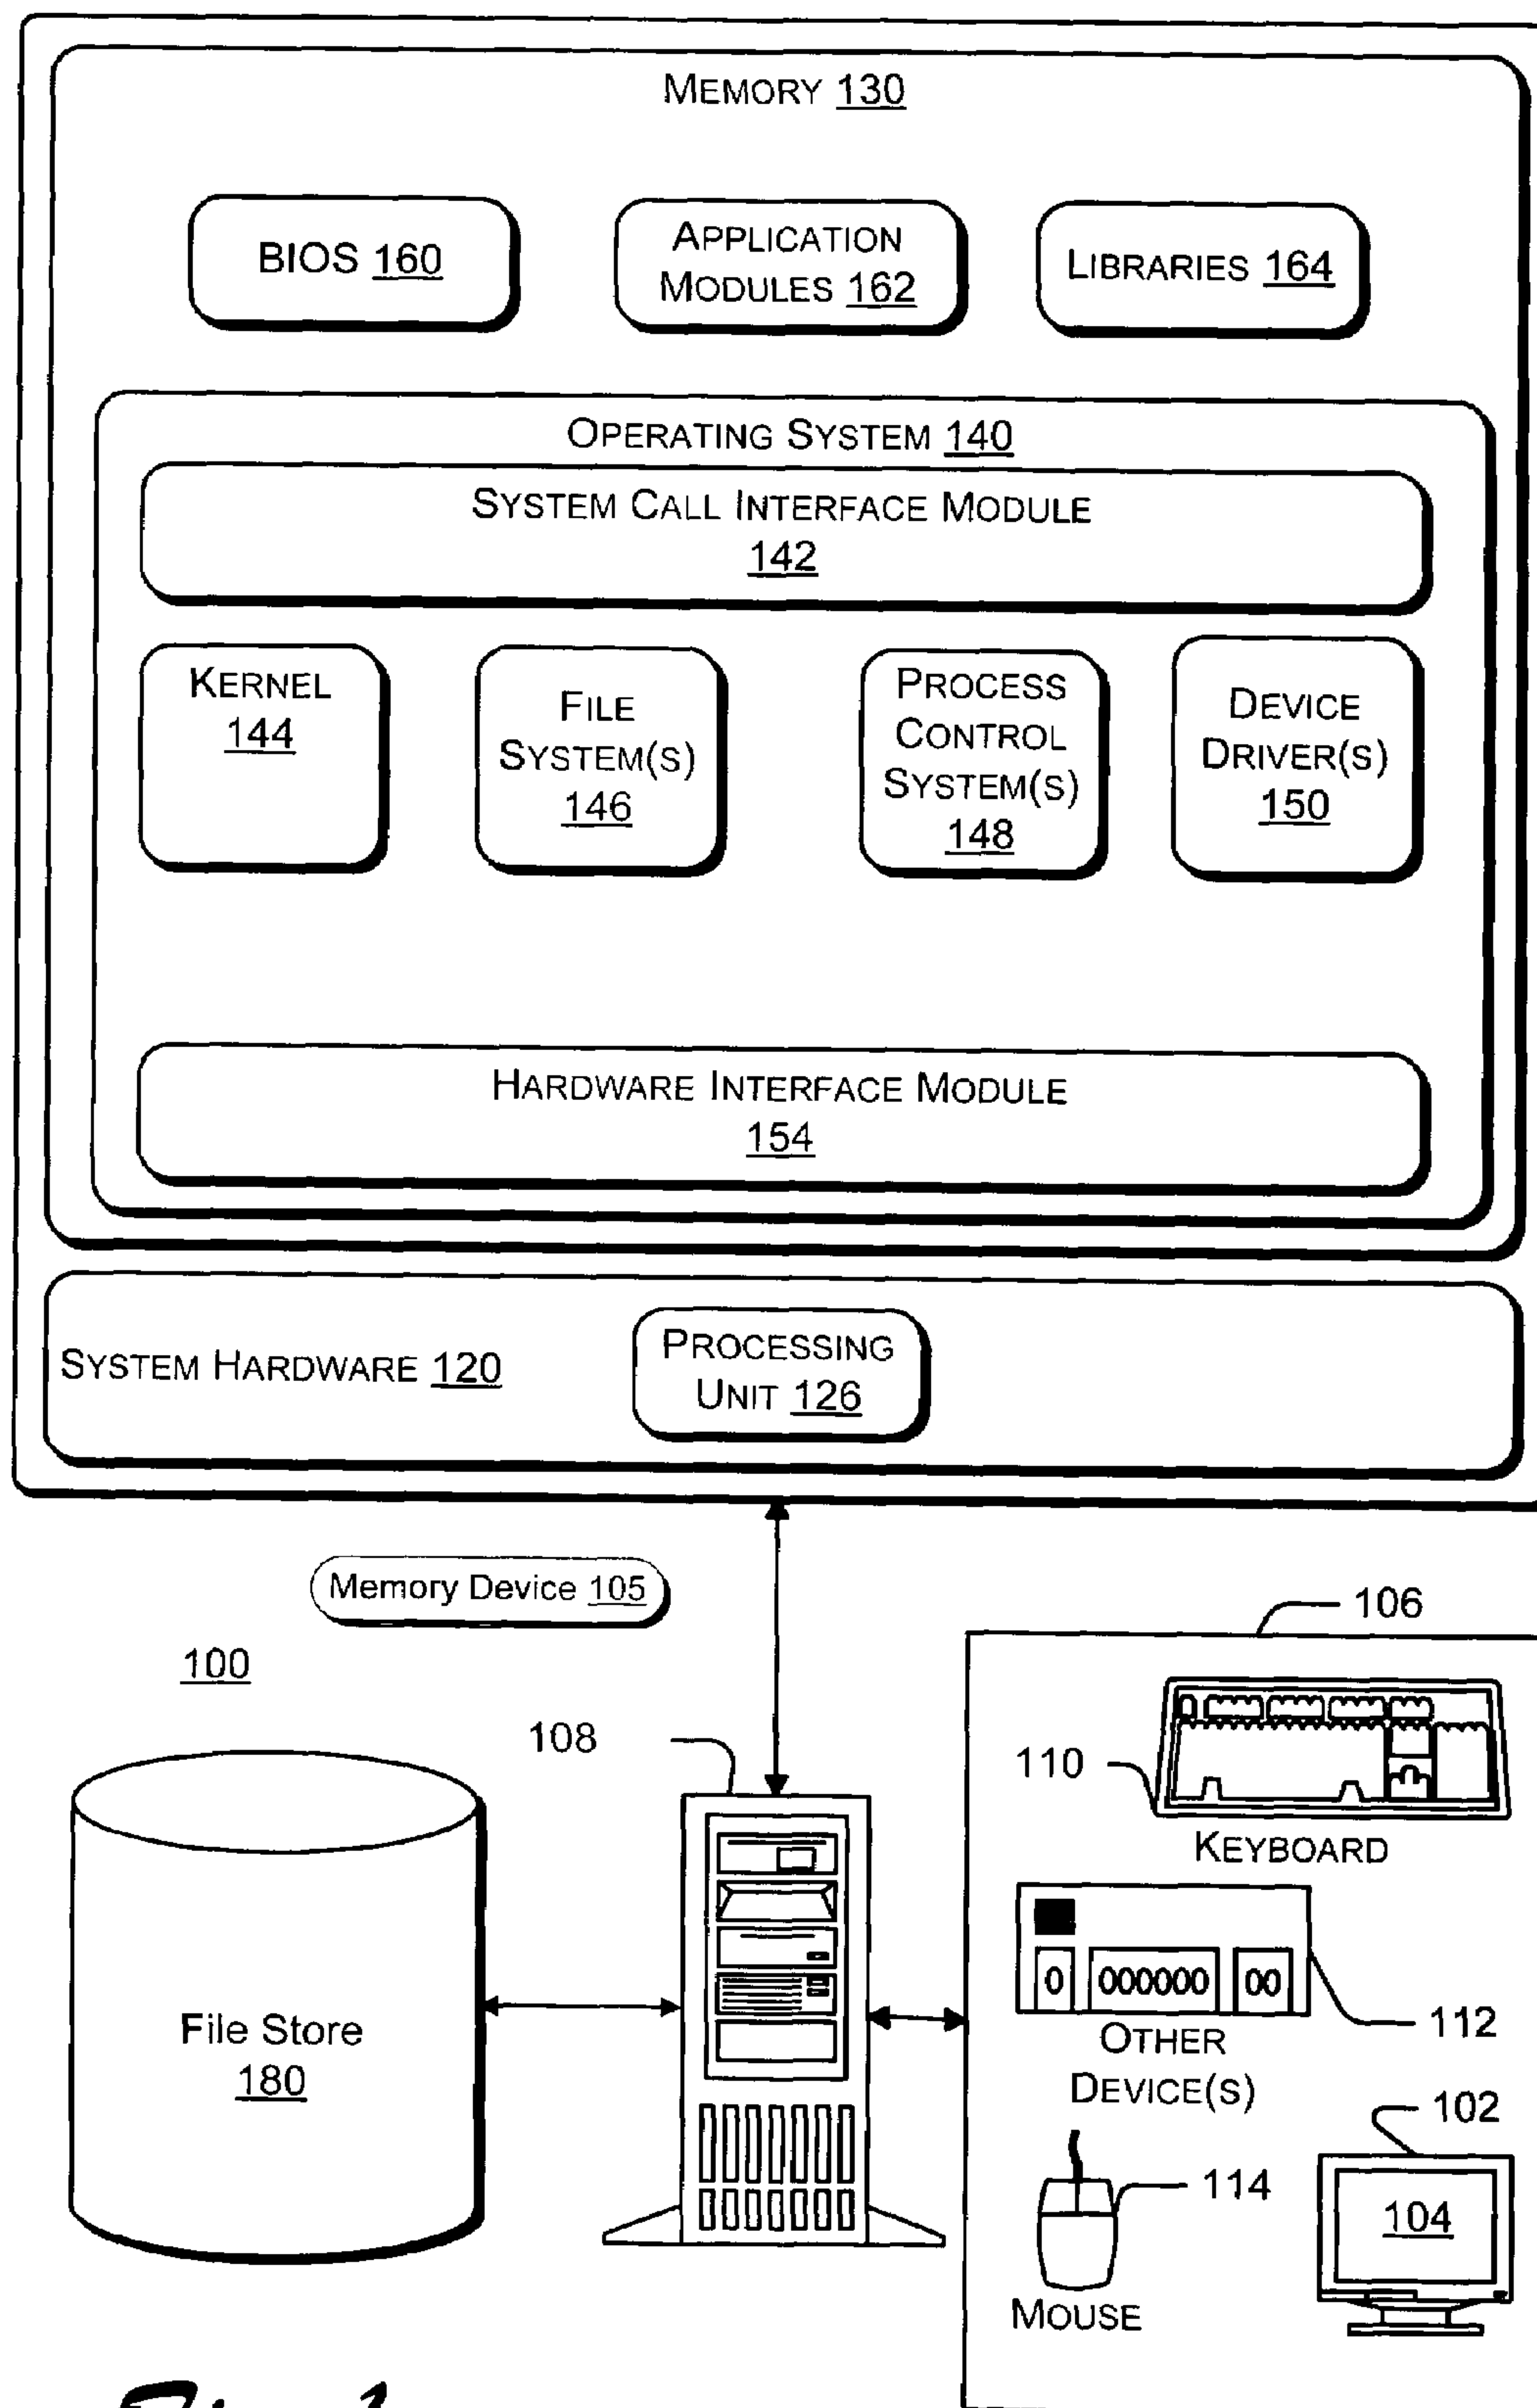 MEMORY 130
BIOS 160
APPLICATION
MODULES 162
LIBRARIES 164
OPERATING SYSTEM 140
SYSTEM CALL INTERFACE MODULE
142
KERNEL
144
FILE
SYSTEM(S)
146
PROCESS
CONTROL
SYSTEM(S)
148
DEVICE
DRIVER(S)
150
HARDWARE INTERFACE MODULE
154
SYSTEM HARDWARE 120
PROCESSING
UNIT 126
Memory Device 105
106
100
108
110
KEYBOARD
0 000000 00
112
OTHER
DEVICE(S)
File Store
180
102
114
104
MOUSE